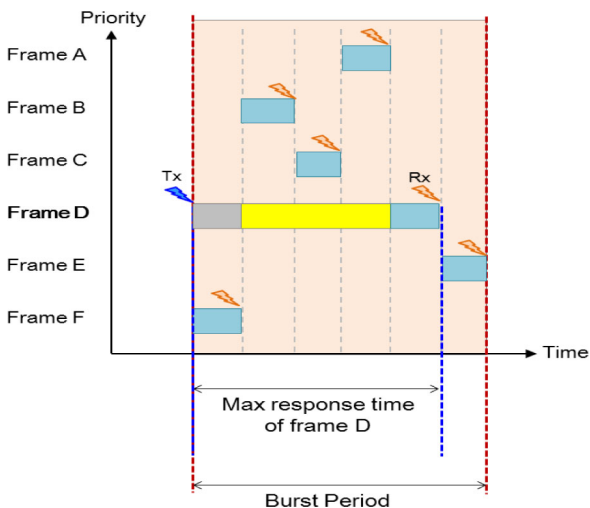 Priority
Frame A
Frame B
Frame C
Tx
Rx
Frame D
Frame E
Frame F
Time
Max response time
of frame D
Burst Period